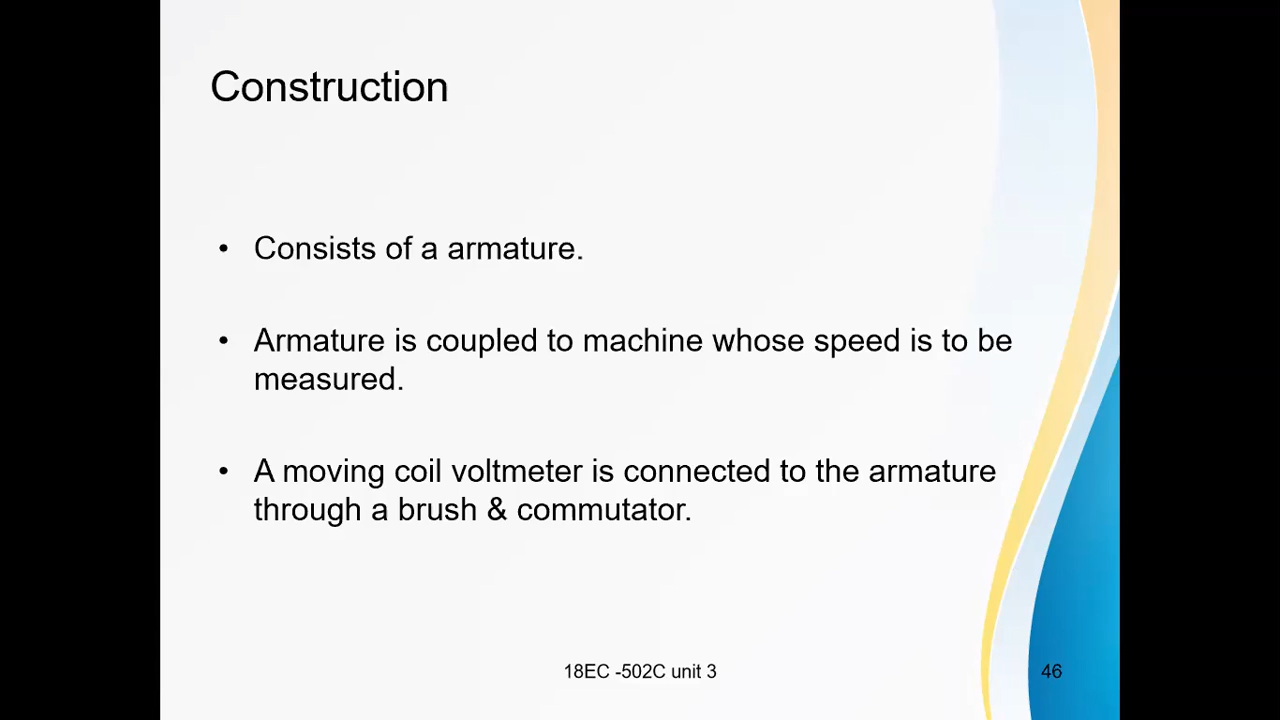 Construction
• Consists of a armature.
• Armature is coupled to machine whose speed is to be
measured.
• A moving coil voltmeter is connected to the armature
through a brush & commutator.
18EC -502C unit 3
46